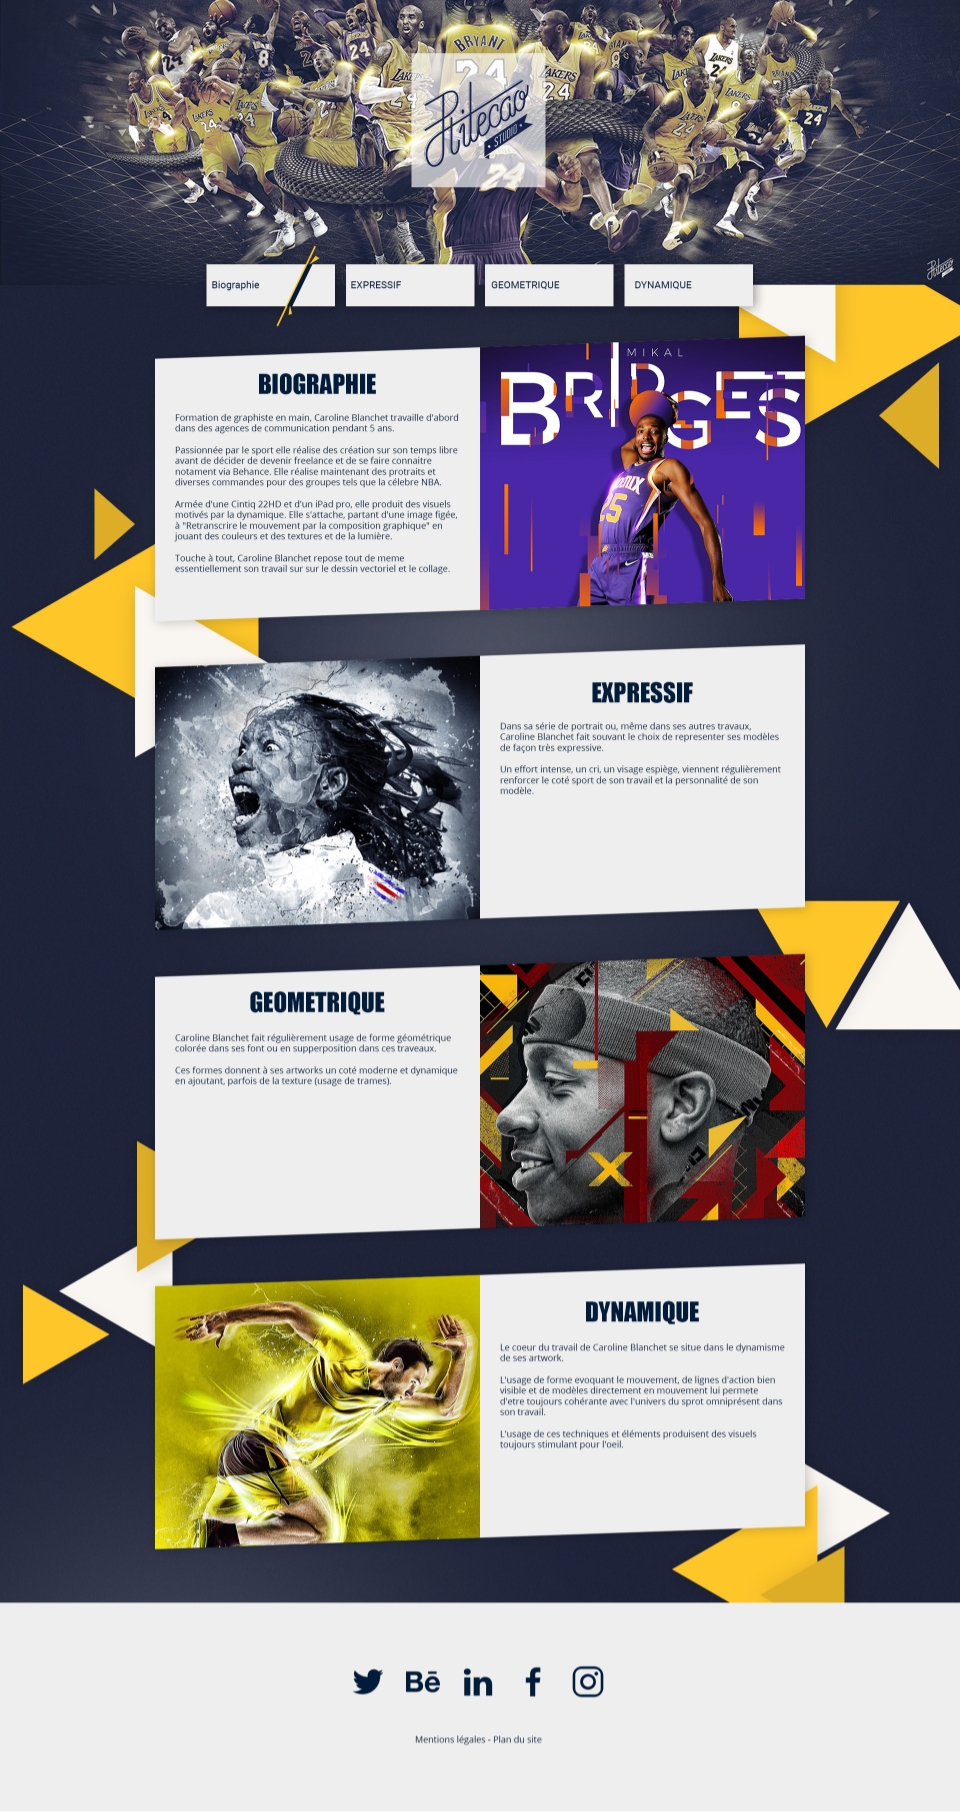 BRYANT
24
Pitecao
STUDIO
Biographie
EXPRESSIF
GEOMETRIQUE
DYNAMIQUE
BIOGRAPHIE
Formation de graphiste en main, Caroline Blanchet travaille d'abord
dans des agences de communication pendant 5 ans.
Passionnée par le sport elle réalise des création sur son temps libre
avant de décider de devenir freelance et de se faire connaitre
notament via Behance. Elle réalise maintenant des protraits et
diverses commandes pour des groupes tels que la célebre NBA.
Armée d'une Cintiq 22HD et d'un iPad pro, elle produit des visuels
motivés par la dynamique. Elle s'attache, partant d'une image figée,
à "Retranscrire le mouvement par la composition graphique" en
jouant des couleurs et des textures et de la lumière.
Touche à tout, Caroline Blanchet repose tout de meme
essentiellement son travail sur sur le dessin vectoriel et le collage.
MIKAL
BRIDGES
25
EXPRESSIF
Dans sa série de portrait ou, même dans ses autres travaux,
Caroline Blanchet fait souvant le choix de representer ses modèles
de façon très expressive.
Un effort intense, un cri, un visage espiège, viennent régulièrement
renforcer le coté sport de son travail et la personnalité de son
modèle.
GEOMETRIQUE
Caroline Blanchet fait régulièrement usage de forme géométrique
colorée dans ses font ou en supperposition dans ces traveaux.
Ces formes donnent à ses artworks un coté moderne et dynamique
en ajoutant, parfois de la texture (usage de trames).
DYNAMIQUE
Le coeur du travail de Caroline Blanchet se situe dans le dynamisme
de ses artwork.
L'usage de forme evoquant le mouvement, de lignes d'action bien
visible et de modèles directement en mouvement lui permete
d'etre toujours cohérante avec l'univers du sprot omniprésent dans
son travail.
L'usage de ces techniques et éléments produisent des visuels
toujours stimulant pour l'oeil.
Bē
in
f
Mentions légales - Plan du site